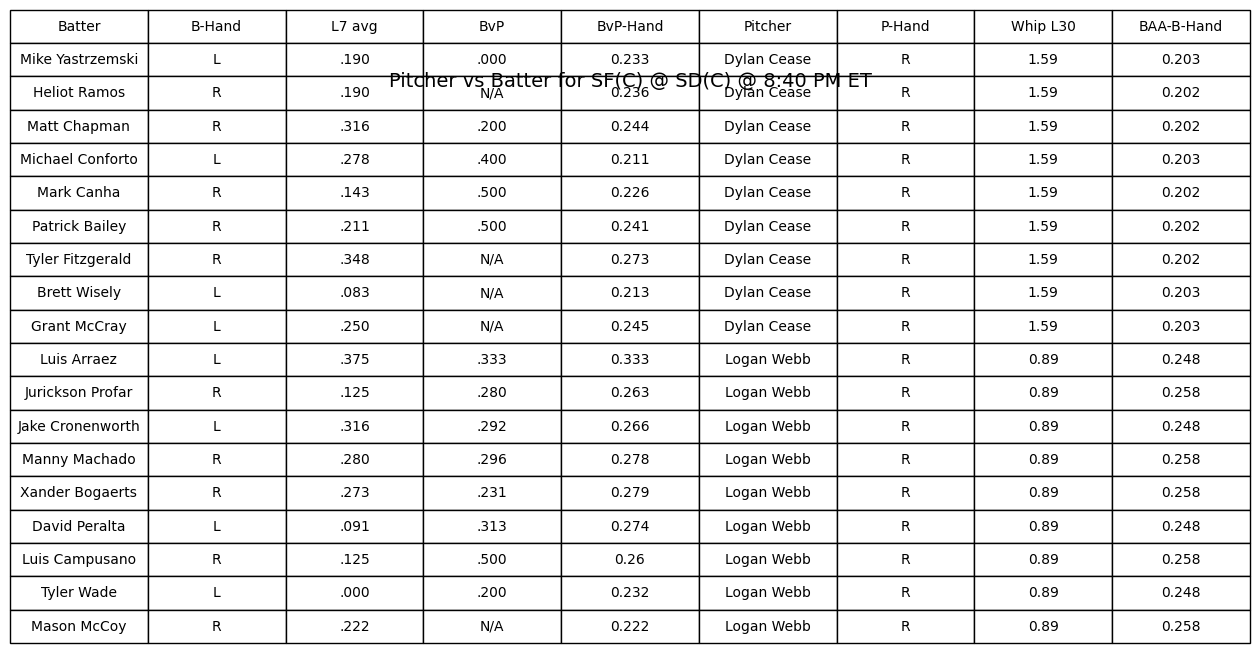 Batter B-Hand L7 avg BvP BvP-Hand Pitcher P-Hand Whip L30 BAA-B-Hand
Mike Yastrzemski L .190 .000 0.233 Dylan Cease R 1.59 0.203
Pitcher vs Batter for SF(C) @ SD(C) @ 8:40 PM ET
Heliot Ramos R .190 N/A 0.236 Dylan Cease R 1.59 0.202
Matt Chapman R .316 .200 0.244 Dylan Cease R 1.59 0.202
Michael Conforto L .278 .400 0.211 Dylan Cease R 1.59 0.203
Mark Canha R .143 .500 0.226 Dylan Cease R 1.59 0.202
Patrick Bailey R .211 .500 0.241 Dylan Cease R 1.59 0.202
Tyler Fitzgerald R .348 N/A 0.273 Dylan Cease R 1.59 0.202
Brett Wisely L .083 N/A 0.213 Dylan Cease R 1.59 0.203
Grant McCray L .250 N/A 0.245 Dylan Cease R 1.59 0.203
Luis Arraez L .375 .333 0.333 Logan Webb R 0.89 0.248
Jurickson Profar R .125 .280 0.263 Logan Webb R 0.89 0.258
Jake Cronenworth L .316 .292 0.266 Logan Webb R 0.89 0.248
Manny Machado R .280 .296 0.278 Logan Webb R 0.89 0.258
Xander Bogaerts R .273 .231 0.279 Logan Webb R 0.89 0.258
David Peralta L .091 .313 0.274 Logan Webb R 0.89 0.248
Luis Campusano R .125 .500 0.26 Logan Webb R 0.89 0.258
Tyler Wade L .000 .200 0.232 Logan Webb R 0.89 0.248
Mason McCoy R .222 N/A 0.222 Logan Webb R 0.89 0.258